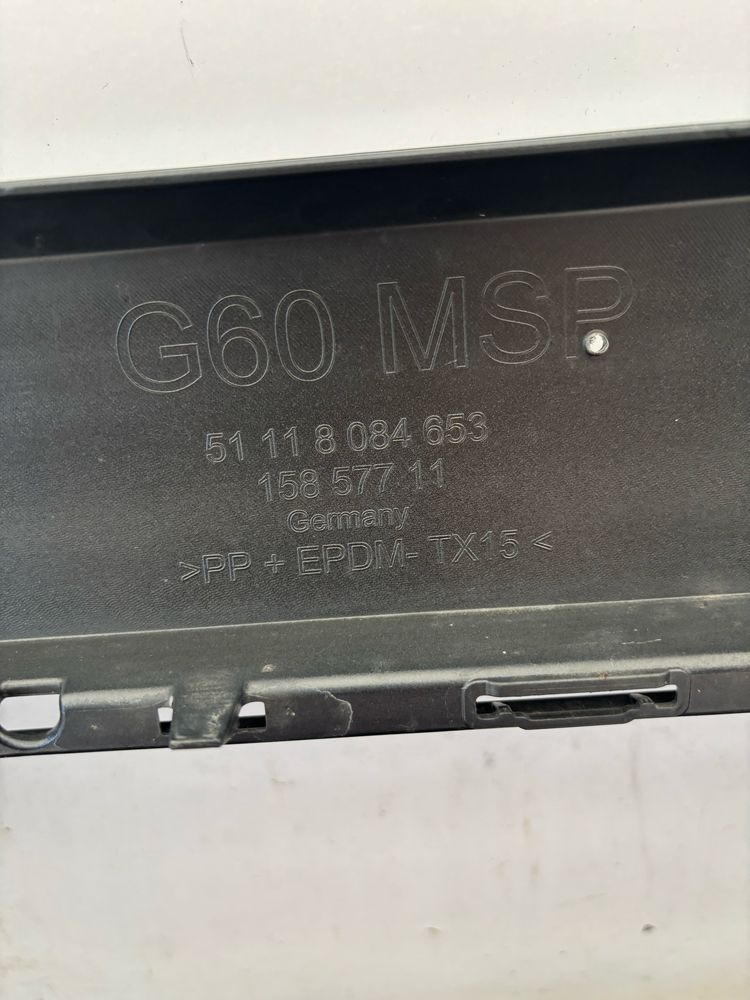 G60 MSP
51 11 8 084 653
158 577 11
Germany
>PP + EPDM- TX15 <